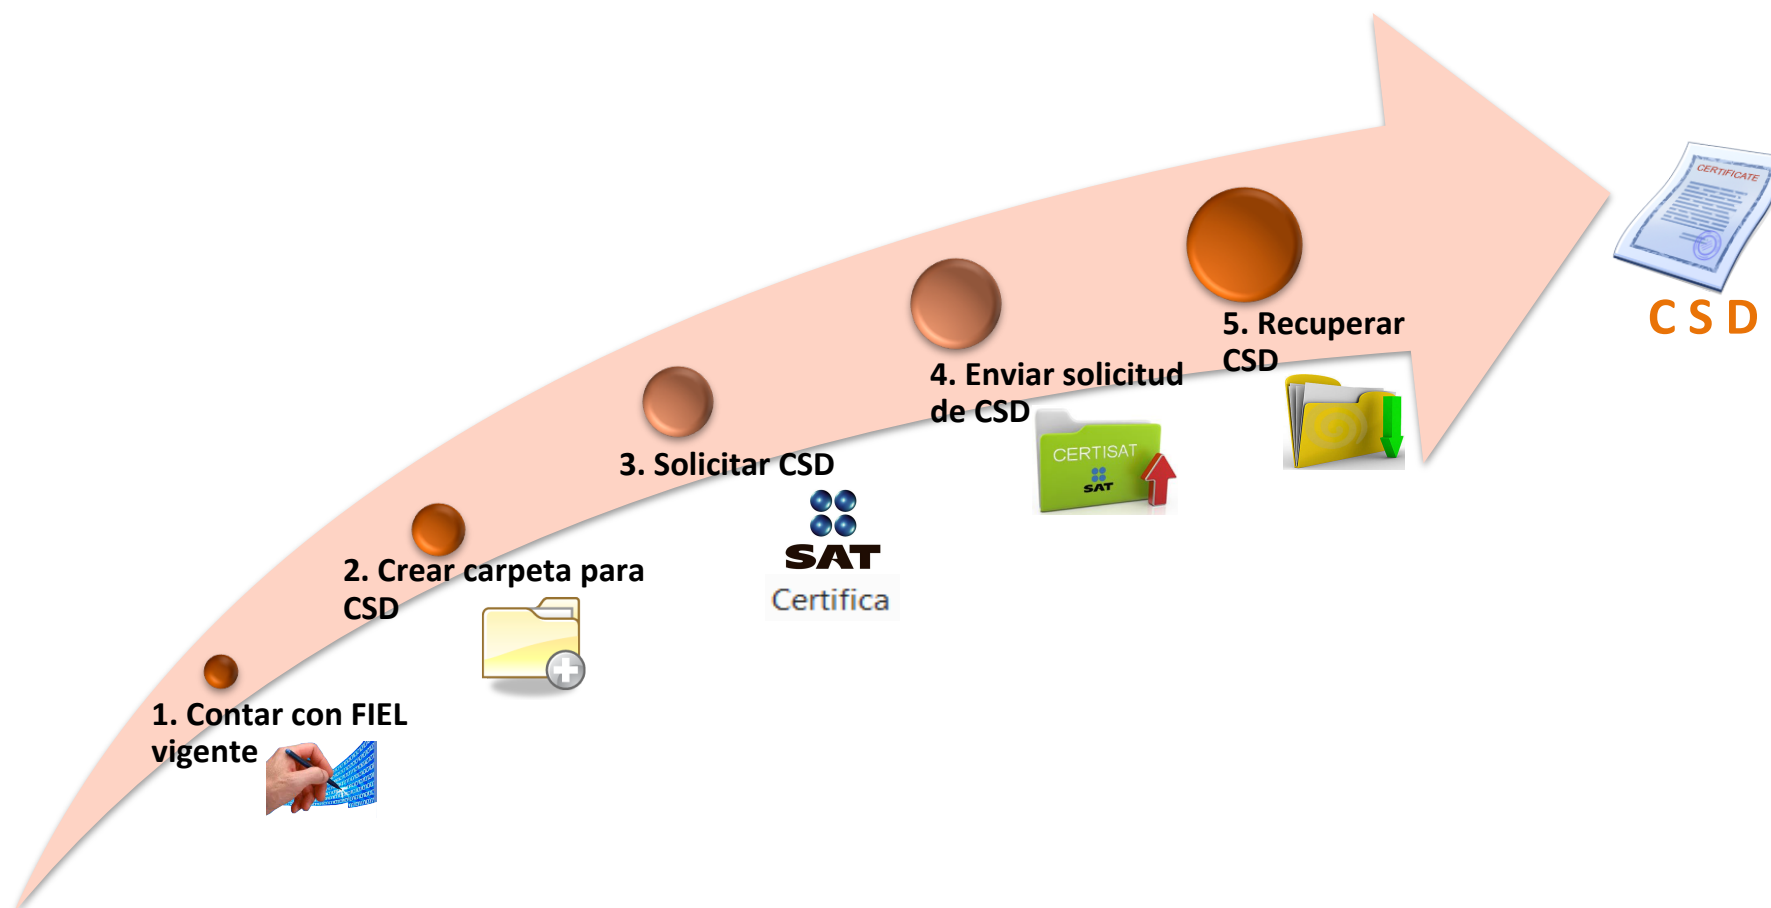 1. Contar con FIEL
vigente
2. Crear carpeta para
CSD
3. Solicitar CSD
SAT
Certifica
4. Enviar solicitud
de CSD
CERTISAT
SAT
5. Recuperar
CSD
CERTIFICATE
C S D